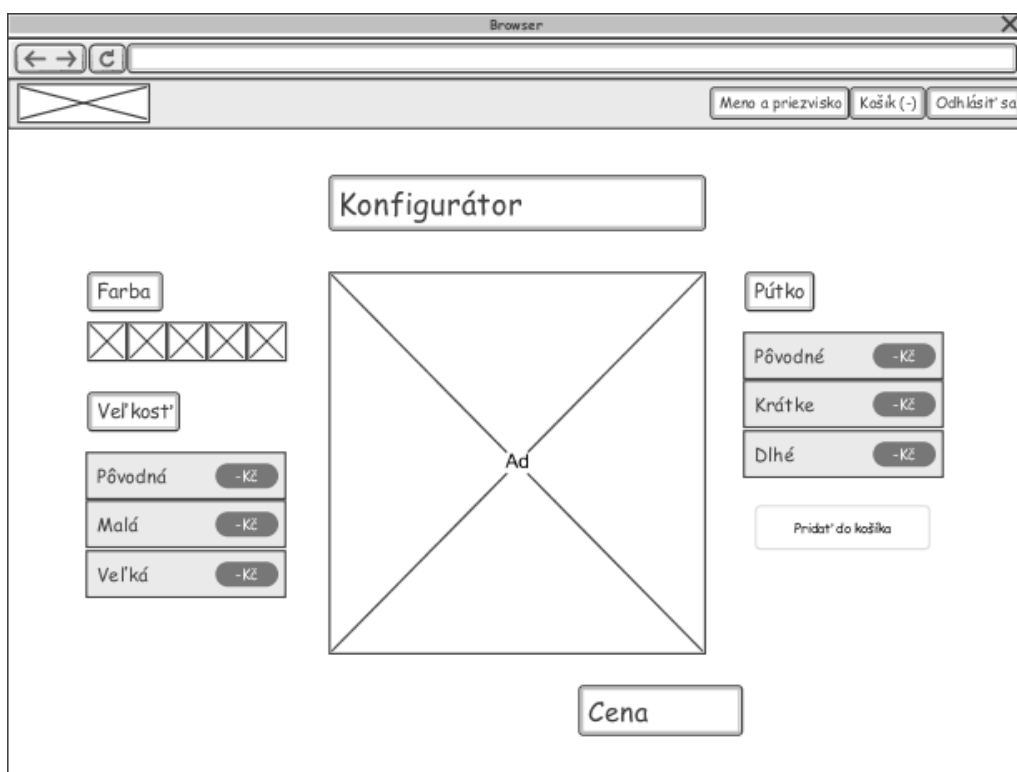 Browser
Meno a priezvisko
Košík (-)
Odhlásiť sa
Konfigurátor
Farba
Veľkosť
Pôvodná -Kč
Malá -Kč
Veľká -Kč
Ad
Pútko
Pôvodné -Kč
Krátke -Kč
Dlhé -Kč
Pridať do košíka
Cena